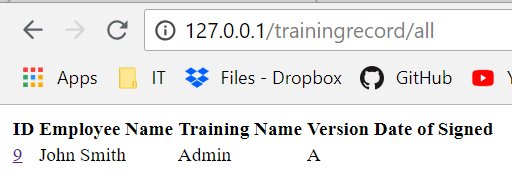 127.0.0.1/trainingrecord/all
Apps IT Files - Dropbox GitHub Y
ID Employee Name Training Name Version Date of Signed
9 John Smith Admin A